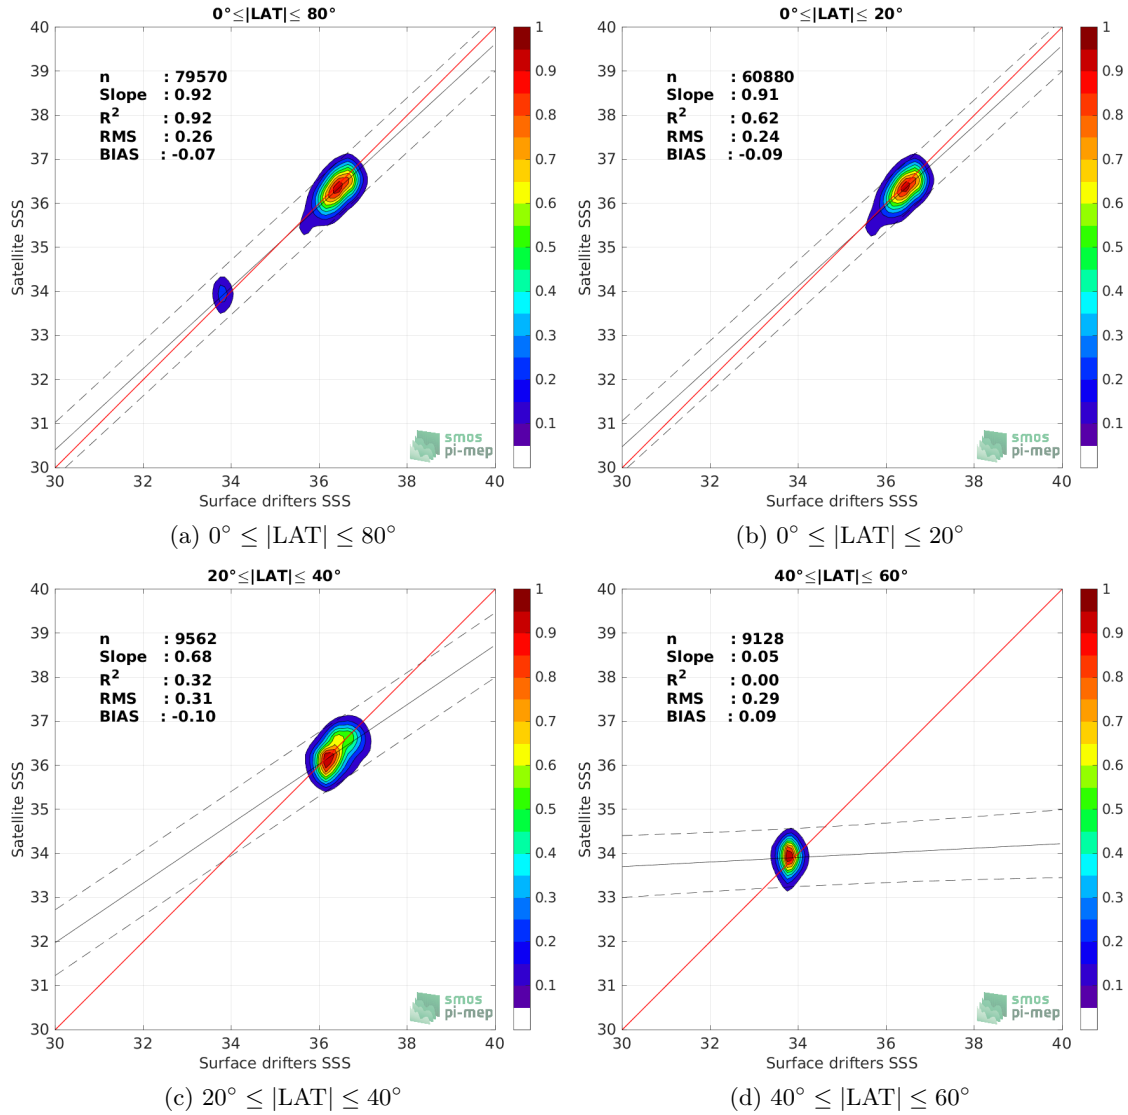 0°≤|LAT|≤ 80°
n : 79570
Slope : 0.92
R² : 0.92
RMS : 0.26
BIAS : -0.07
40
39
38
37
36
35
34
33
32
31
30
30 32 34 36 38 40
Satellite SSS
Surface drifters SSS
1
0.9
0.8
0.7
0.6
0.5
0.4
0.3
0.2
0.1
smos
pi-mep
(a) 0° ≤ |LAT| ≤ 80°
0°≤|LAT|≤ 20°
n : 60880
Slope : 0.91
R² : 0.62
RMS : 0.24
BIAS : -0.09
40
39
38
37
36
35
34
33
32
31
30
30 32 34 36 38 40
Satellite SSS
Surface drifters SSS
1
0.9
0.8
0.7
0.6
0.5
0.4
0.3
0.2
0.1
smos
pi-mep
(b) 0° ≤ |LAT| ≤ 20°
20°≤|LAT|≤ 40°
n : 9562
Slope : 0.68
R² : 0.32
RMS : 0.31
BIAS : -0.10
40
39
38
37
36
35
34
33
32
31
30
30 32 34 36 38 40
Satellite SSS
Surface drifters SSS
1
0.9
0.8
0.7
0.6
0.5
0.4
0.3
0.2
0.1
smos
pi-mep
(c) 20° ≤ |LAT| ≤ 40°
40°≤|LAT|≤ 60°
n : 9128
Slope : 0.05
R² : 0.00
RMS : 0.29
BIAS : 0.09
40
39
38
37
36
35
34
33
32
31
30
30 32 34 36 38 40
Satellite SSS
Surface drifters SSS
1
0.9
0.8
0.7
0.6
0.5
0.4
0.3
0.2
0.1
smos
pi-mep
(d) 40° ≤ |LAT| ≤ 60°